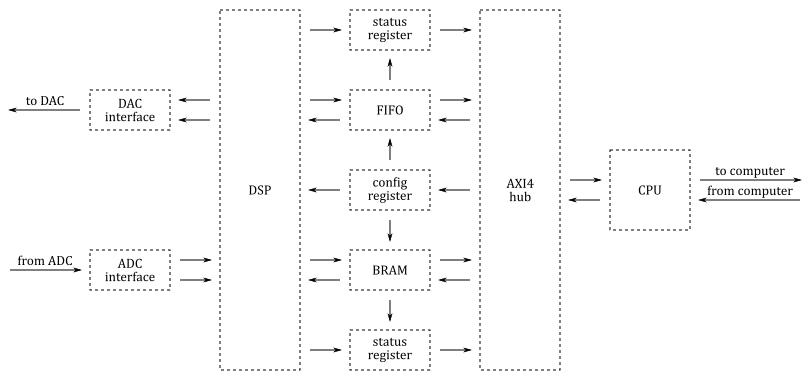 status
register
to DAC
DAC
interface
FIFO
DSP
config
register
AXI4
hub
CPU
to computer
from computer
from ADC
ADC
interface
BRAM
status
register